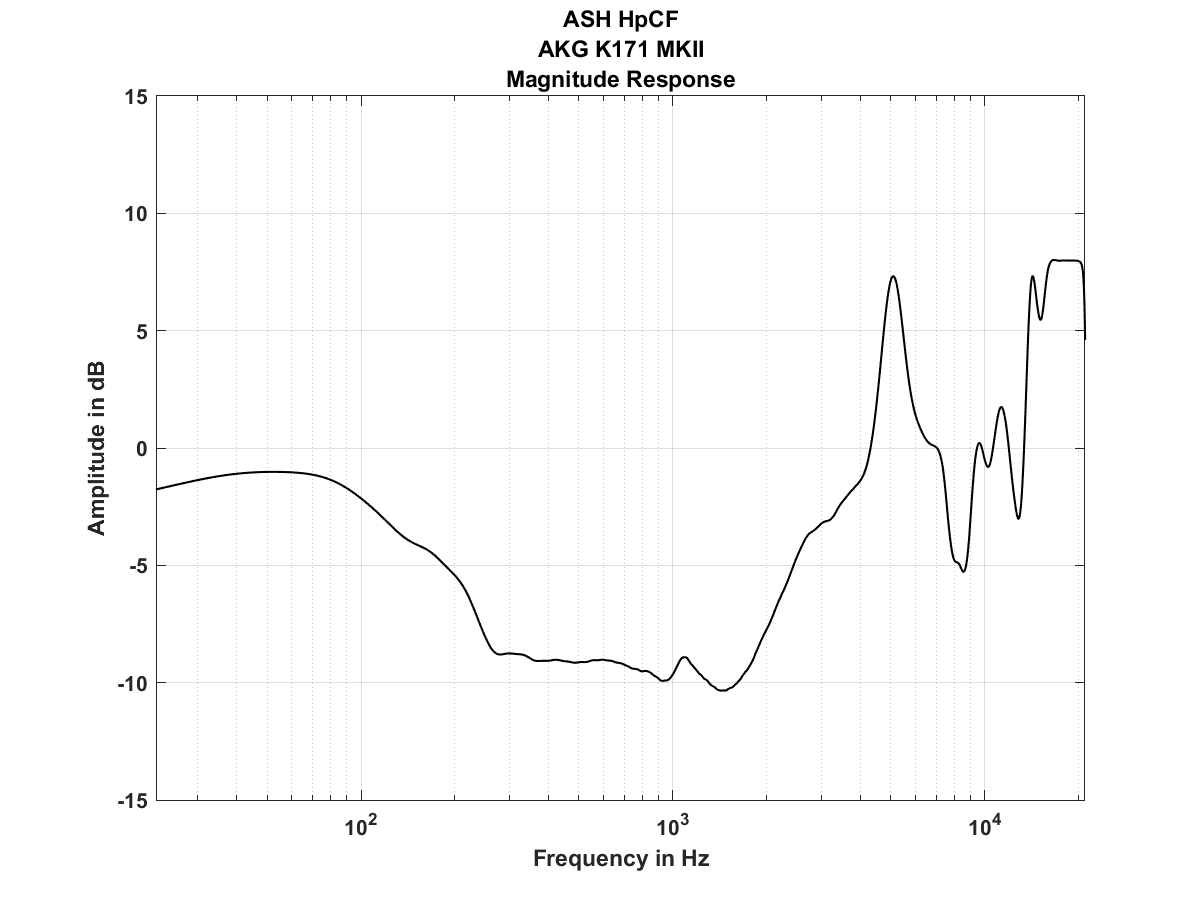 ASH HpCF
AKG K171 MKII
Magnitude Response
15
10
5
0
-5
-10
-15
Amplitude in dB
10² 10³ 10⁴
Frequency in Hz